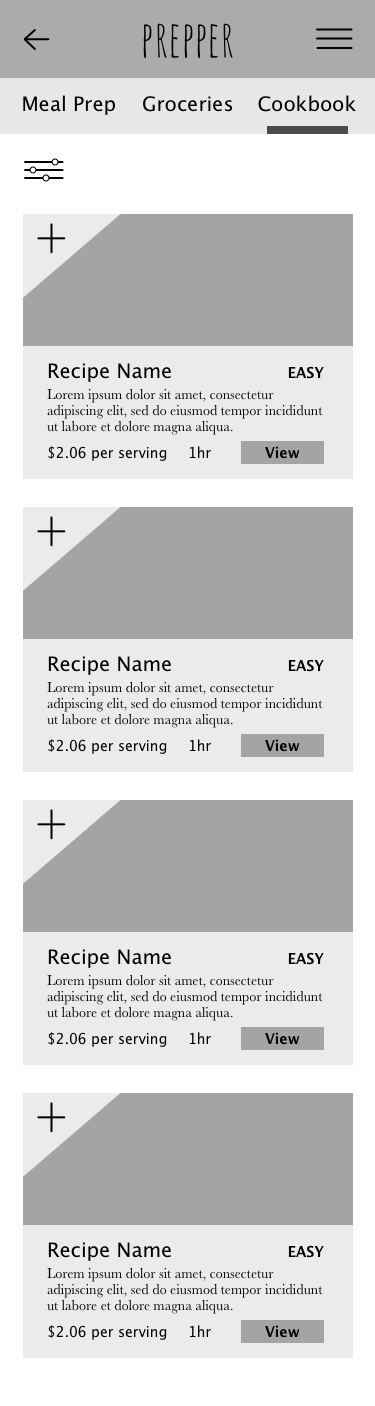 PREPPER
Meal Prep Groceries Cookbook
Recipe Name EASY
Lorem ipsum dolor sit amet, consectetur
adipiscing elit, sed do eiusmod tempor incididunt
ut labore et dolore magna aliqua.
$2.06 per serving 1hr View
Recipe Name EASY
Lorem ipsum dolor sit amet, consectetur
adipiscing elit, sed do eiusmod tempor incididunt
ut labore et dolore magna aliqua.
$2.06 per serving 1hr View
Recipe Name EASY
Lorem ipsum dolor sit amet, consectetur
adipiscing elit, sed do eiusmod tempor incididunt
ut labore et dolore magna aliqua.
$2.06 per serving 1hr View
Recipe Name EASY
Lorem ipsum dolor sit amet, consectetur
adipiscing elit, sed do eiusmod tempor incididunt
ut labore et dolore magna aliqua.
$2.06 per serving 1hr View